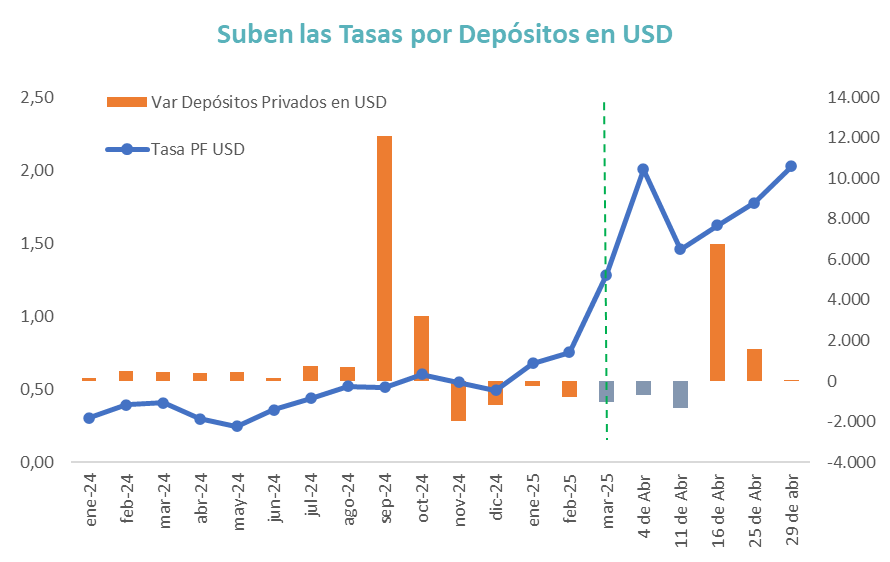 Suben las Tasas por Depósitos en USD
Var Depósitos Privados en USD
Tasa PF USD
2,50
2,00
1,50
1,00
0,50
0,00
14.000
12.000
10.000
8.000
6.000
4.000
2.000
0
-2.000
-4.000
ene-24
feb-24
mar-24
abr-24
may-24
jun-24
jul-24
ago-24
sep-24
oct-24
nov-24
dic-24
ene-25
feb-25
mar-25
4 de Abr
11 de Abr
16 de Abr
25 de Abr
29 de abr